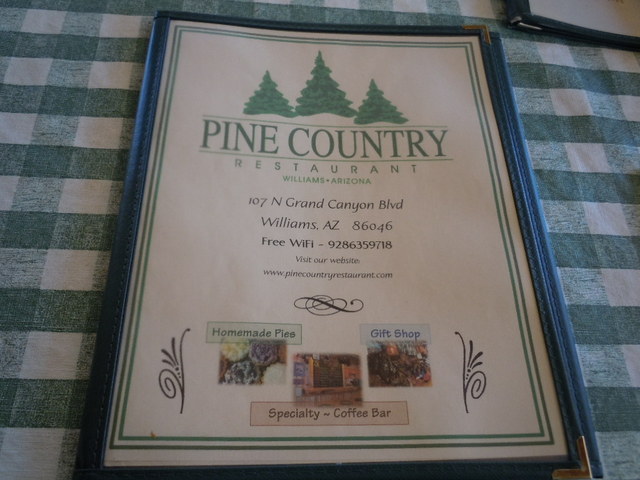 PINE COUNTRY
RESTAURANT
WILLIAMS • ARIZONA
107 N Grand Canyon Blvd
Williams, AZ 86046
Free WiFi - 9286359718
Visit our website:
www.pinecountryrestaurant.com
Homemade Pies
Gift Shop
Specialty ~ Coffee Bar